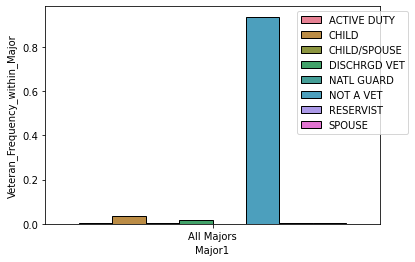 Veteran_Frequency_within_Major
0.8
0.6
0.4
0.2
0.0
All Majors
Major1
ACTIVE DUTY
CHILD
CHILD/SPOUSE
DISCHRGD VET
NATL GUARD
NOT A VET
RESERVIST
SPOUSE